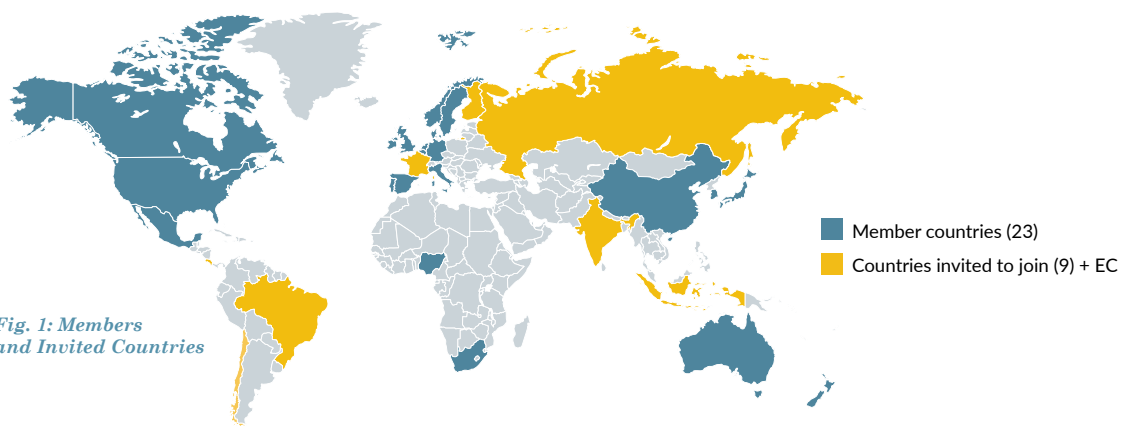 Member countries (23)
Countries invited to join (9) + EC
Fig. 1: Members
and Invited Countries